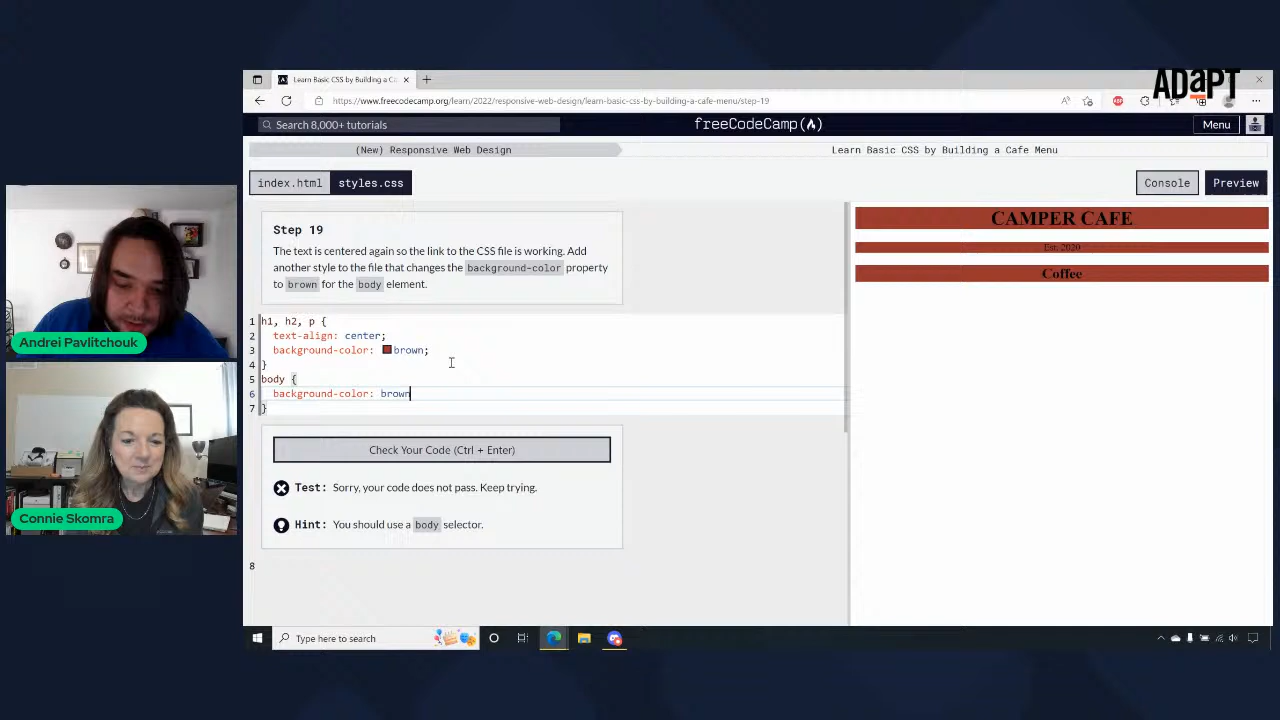 ADaPT
Learn Basic CSS by Building a Ca
https://www.freecodecamp.org/learn/2022/responsive-web-design/learn-basic-css-by-building-a-cafe-menu/step-19
Search 8,000+ tutorials
freeCodeCamp
Menu
(New) Responsive Web Design
Learn Basic CSS by Building a Cafe Menu
index.html
styles.css
Console
Preview
Step 19
The text is centered again so the link to the CSS file is working. Add
another style to the file that changes the background-color property
to brown for the body element.
1 h1, h2, p {
2 text-align: center;
3 background-color: brown;
4 }
5 body {
6 background-color: brown
7 }
Check Your Code (Ctrl + Enter)
Test: Sorry, your code does not pass. Keep trying.
Hint: You should use a body selector.
8
CAMPER CAFE
Est. 2020
Coffee
Andrei Pavlitchouk
Connie Skomra
Type here to search